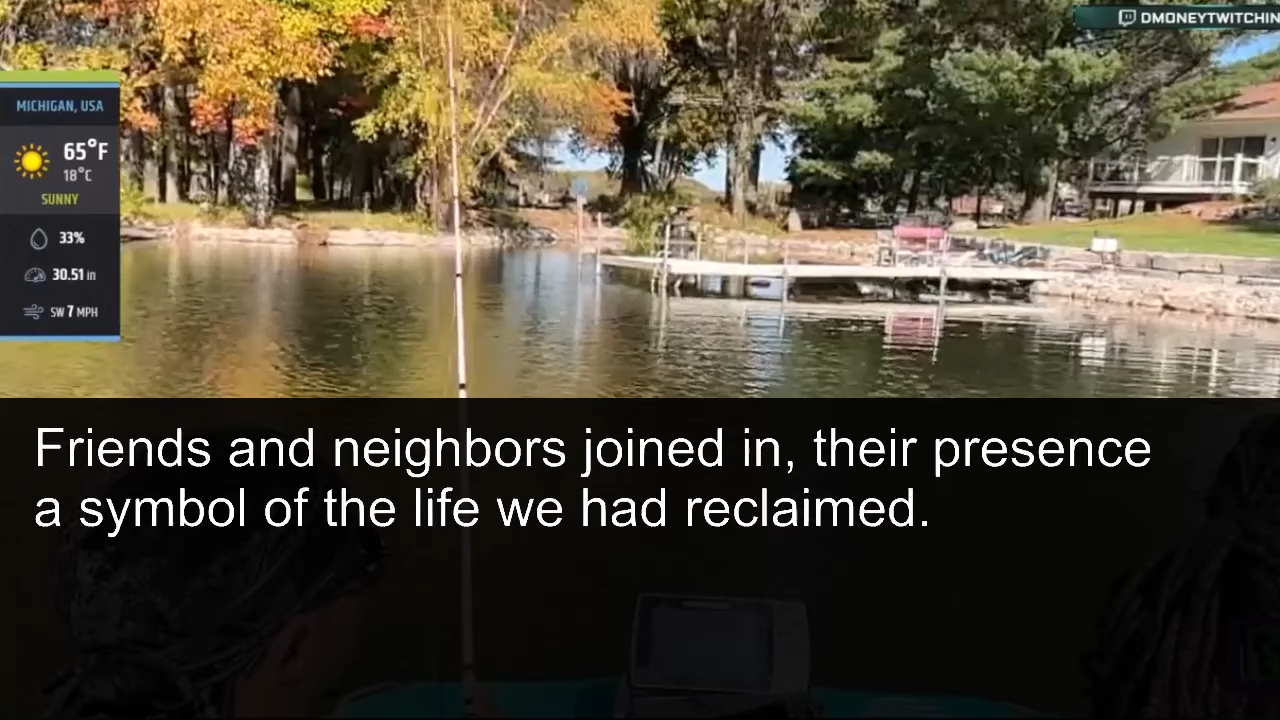 DMONEYTWITCHIN
MICHIGAN, USA
65°F
18°C
SUNNY
33%
30.51 in
SW 7 MPH
Friends and neighbors joined in, their presence
a symbol of the life we had reclaimed.